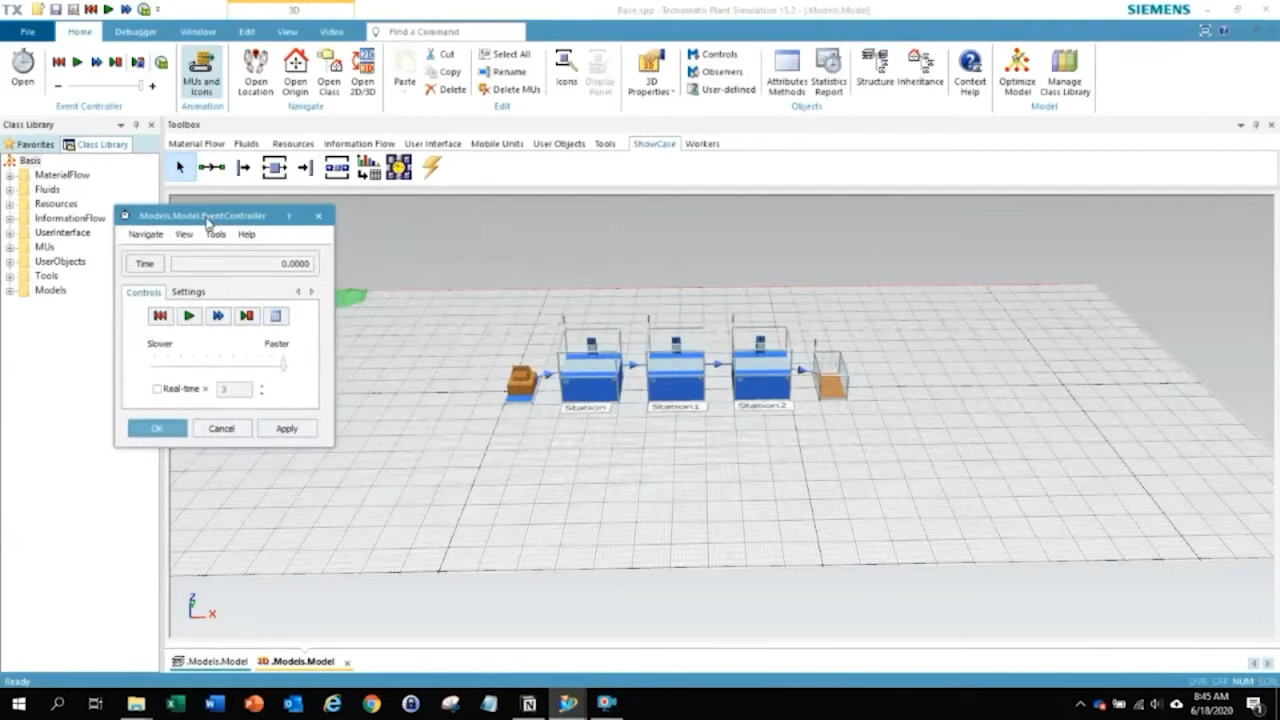 TX
3D
Base.spp - Tecnomatix Plant Simulation 15.2 - [.Models.Model]
SIEMENS
File Home Debugger Window Edit View Video Find a Command
Open
MUs and Icons
Open Location
Open Origin
Open Class
Open 2D/3D
Paste
Cut
Copy
Delete
Select All
Rename
Delete MUs
Icons
Display Panel
3D Properties
Controls
Observers
User-defined
Attributes Methods
Statistics Report
Structure
Inheritance
Context Help
Optimize Model
Manage Class Library
Event Controller Animation Navigate Edit Objects Model
Class Library
Toolbox
Favorites Class Library
Material Flow Fluids Resources Information Flow User Interface Mobile Units User Objects Tools ShowCase Workers
Basis
MaterialFlow
Fluids
Resources
InformationFlow
UserInterface
MUs
UserObjects
Tools
Models
.Models.Model.EventController ?
Navigate View Tools Help
Time 0.0000
Controls Settings
Slower Faster
Real-time x 3
OK Cancel Apply
Station Station1 Station2
Z
X
.Models.Model 3D .Models.Model
Ready
OVR CAP NUM SCRL
8:45 AM
6/18/2020